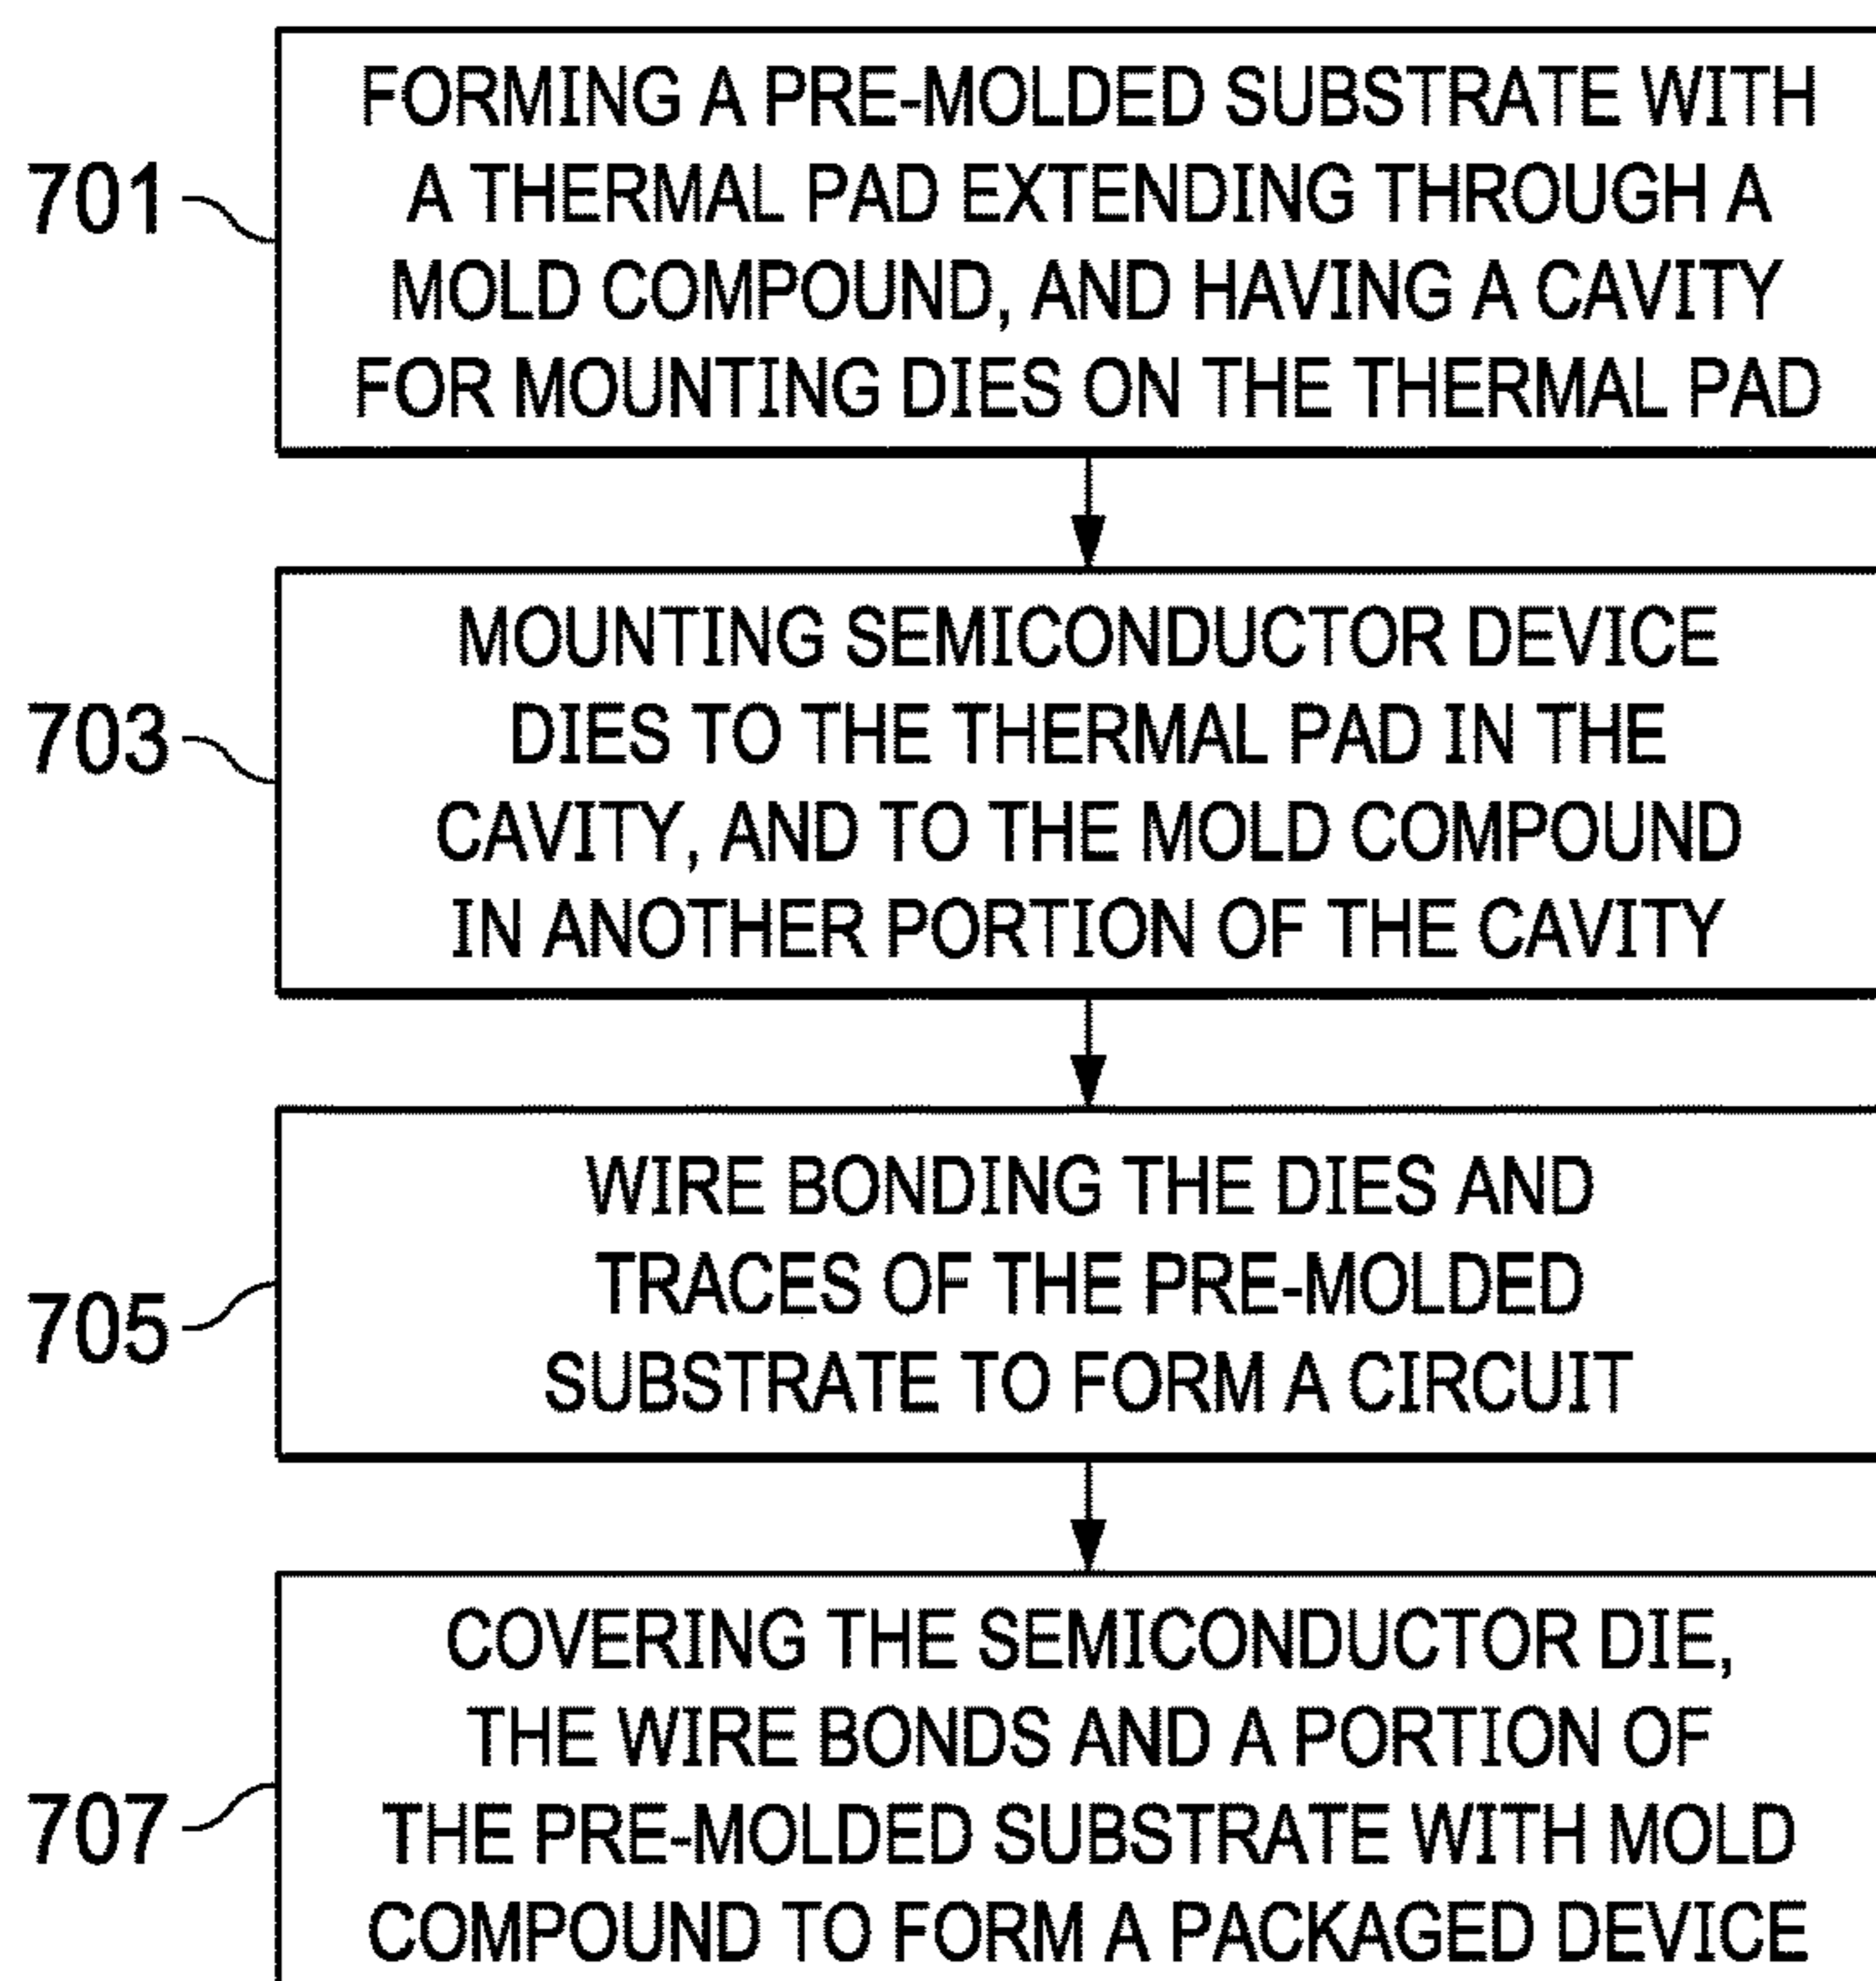 FORMING A PRE-MOLDED SUBSTRATE WITH
A THERMAL PAD EXTENDING THROUGH A
701
MOLD COMPOUND, AND HAVING A CAVITY
FOR MOUNTING DIES ON THE THERMAL PAD
MOUNTING SEMICONDUCTOR DEVICE
DIES TO THE THERMAL PAD IN THE
703
CAVITY, AND TO THE MOLD COMPOUND
IN ANOTHER PORTION OF THE CAVITY
WIRE BONDING THE DIES AND
TRACES OF THE PRE-MOLDED
705
SUBSTRATE TO FORM A CIRCUIT
COVERING THE SEMICONDUCTOR DIE,
THE WIRE BONDS AND A PORTION OF
707
THE PRE-MOLDED SUBSTRATE WITH MOLD
COMPOUND TO FORM A PACKAGED DEVICE